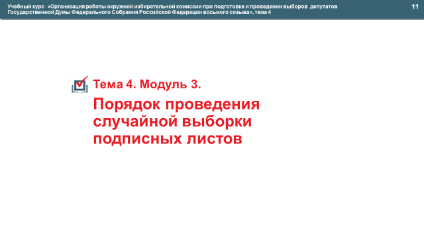 Учебный курс «Организация работы окружной избирательной комиссии при подготовке и проведении выборов депутатов
Государственной Думы Федерального Собрания Российской Федерации восьмого созыва», тема 4
11
Тема 4. Модуль 3.
Порядок проведения
случайной выборки
подписных листов